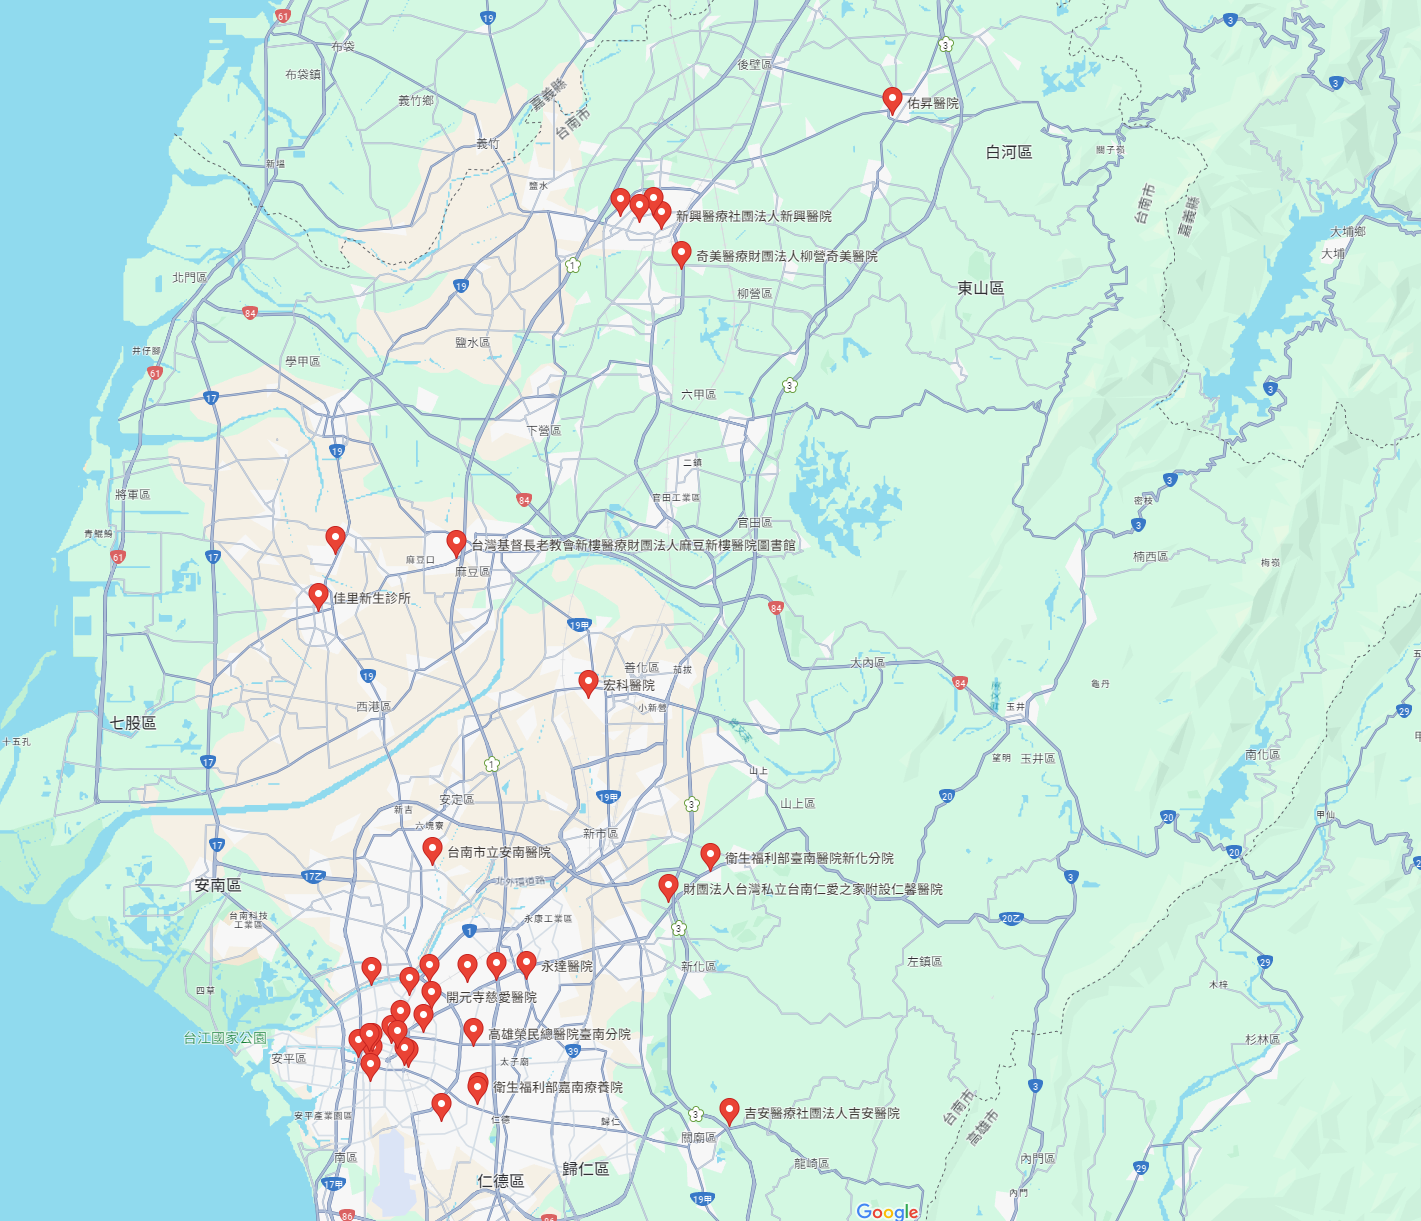 61
19
3
布袋
後壁區
3
布袋鎮
3
嘉義縣
義竹鄉
佑昇醫院
台南市
義竹
白河區
關子嶺
新塭
鹽水
台南市
嘉義縣
新興醫療社團法人新興醫院
大埔鄉
大埔
奇美醫療財團法人柳營奇美醫院
1
北門區
19
東山區
柳營區
84
鹽水區
井仔腳
學甲區
61
3
3
17
六甲區
下營區
19
二鎮
3
將軍區
84
官田工業區
密枝
官田區
3
青鯤鯓
台灣基督長老教會新樓醫療財團法人麻豆新樓醫院圖書館
61
17
麻豆口
楠西區
梅嶺
麻豆區
佳里新生診所
84
19甲
善化區
茄拔
大內區
19
84
龜丹
宏科醫院
西港區
小新營
玉井
29
七股區
十五孔
望明
玉井區
南化區
17
1
山上
安定區
19甲
20
3
山上區
新吉
20
甲仙
六塊寮
新市區
17
台南市立安南醫院
20
衛生福利部臺南醫院新化分院
17乙
3
安南區
北外環道路
財團法人台灣私立台南仁愛之家附設仁馨醫院
台南科技
工業區
永康工業區
20乙
1
3
永達醫院
新化區
左鎮區
29
木梓
四草
開元寺慈愛醫院
台江國家公園
高雄榮民總醫院臺南分院
杉林區
39
安平區
太子廟
衛生福利部嘉南療養院
3
台南市
高雄市
安平產業園區
仁德
歸仁
3
吉安醫療社團法人吉安醫院
關廟區
南區
歸仁區
龍崎區
內門區
29
仁德區
17甲
19甲
內門
86
86
Google